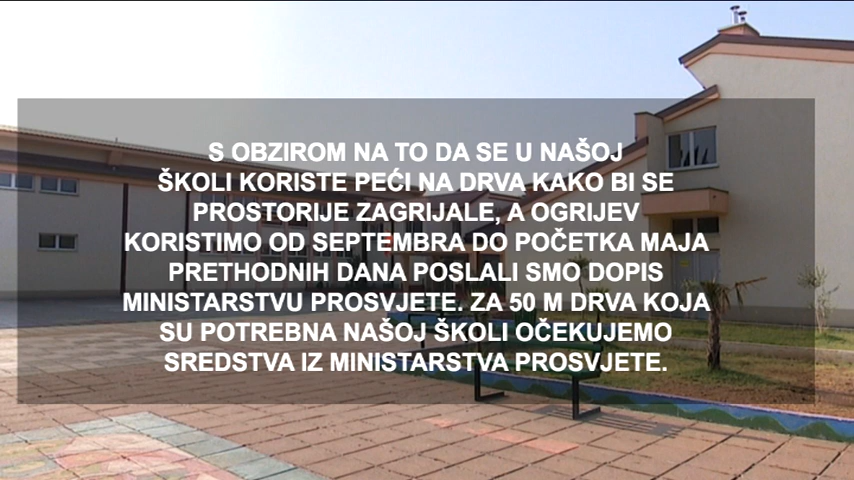 S OBZIROM NA TO DA SE U NAŠOJ
ŠKOLI KORISTE PEĆI NA DRVA KAKO BI SE
PROSTORIJE ZAGRIJALE, A OGRIJEV
KORISTIMO OD SEPTEMBRA DO POČETKA MAJA
PRETHODNIH DANA POSLALI SMO DOPIS
MINISTARSTVU PROSVJETE. ZA 50 M DRVA KOJA
SU POTREBNA NAŠOJ ŠKOLI OČEKUJEMO
SREDSTVA IZ MINISTARSTVA PROSVJETE.